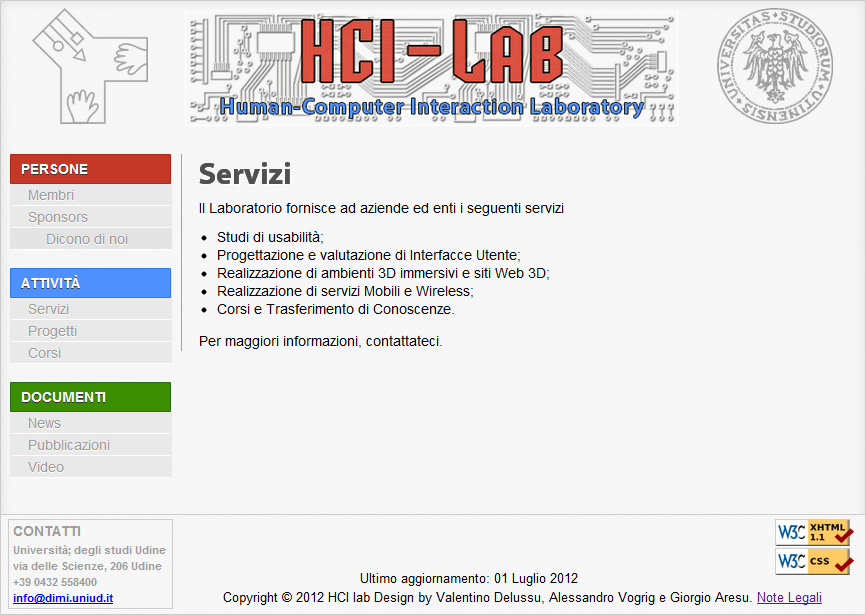 HCI-LAB
Human-Computer Interaction Laboratory
UNIVERSITAS STUDIORUM UTINENSIS
PERSONE
Membri
Sponsors
Dicono di noi
ATTIVITÀ
Servizi
Progetti
Corsi
DOCUMENTI
News
Pubblicazioni
Video
Servizi
Il Laboratorio fornisce ad aziende ed enti i seguenti servizi
• Studi di usabilità;
• Progettazione e valutazione di Interfacce Utente;
• Realizzazione di ambienti 3D immersivi e siti Web 3D;
• Realizzazione di servizi Mobili e Wireless;
• Corsi e Trasferimento di Conoscenze.
Per maggiori informazioni, contattateci.
CONTATTI
Università; degli studi Udine
via delle Scienze, 206 Udine
+39 0432 558400
info@dimi.uniud.it
Ultimo aggiornamento: 01 Luglio 2012
Copyright © 2012 HCI lab Design by Valentino Delussu, Alessandro Vogrig e Giorgio Aresu. Note Legali
W3C XHTML 1.1
W3C CSS